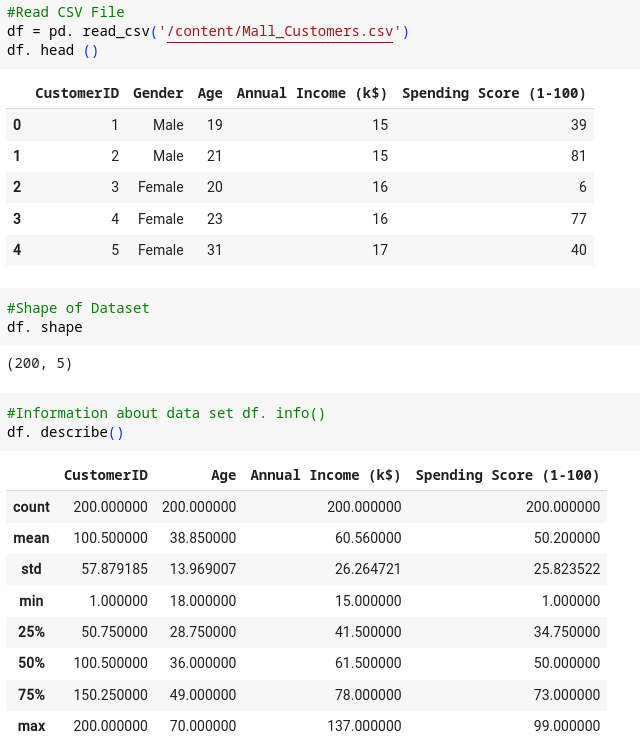 #Read CSV File
df = pd. read_csv('/content/Mall_Customers.csv')
df. head ()
CustomerID Gender Age Annual Income (k$) Spending Score (1-100)
0 1 Male 19 15 39
1 2 Male 21 15 81
2 3 Female 20 16 6
3 4 Female 23 16 77
4 5 Female 31 17 40
#Shape of Dataset
df. shape
(200, 5)
#Information about data set df. info()
df. describe()
CustomerID Age Annual Income (k$) Spending Score (1-100)
count 200.000000 200.000000 200.000000 200.000000
mean 100.500000 38.850000 60.560000 50.200000
std 57.879185 13.969007 26.264721 25.823522
min 1.000000 18.000000 15.000000 1.000000
25% 50.750000 28.750000 41.500000 34.750000
50% 100.500000 36.000000 61.500000 50.000000
75% 150.250000 49.000000 78.000000 73.000000
max 200.000000 70.000000 137.000000 99.000000